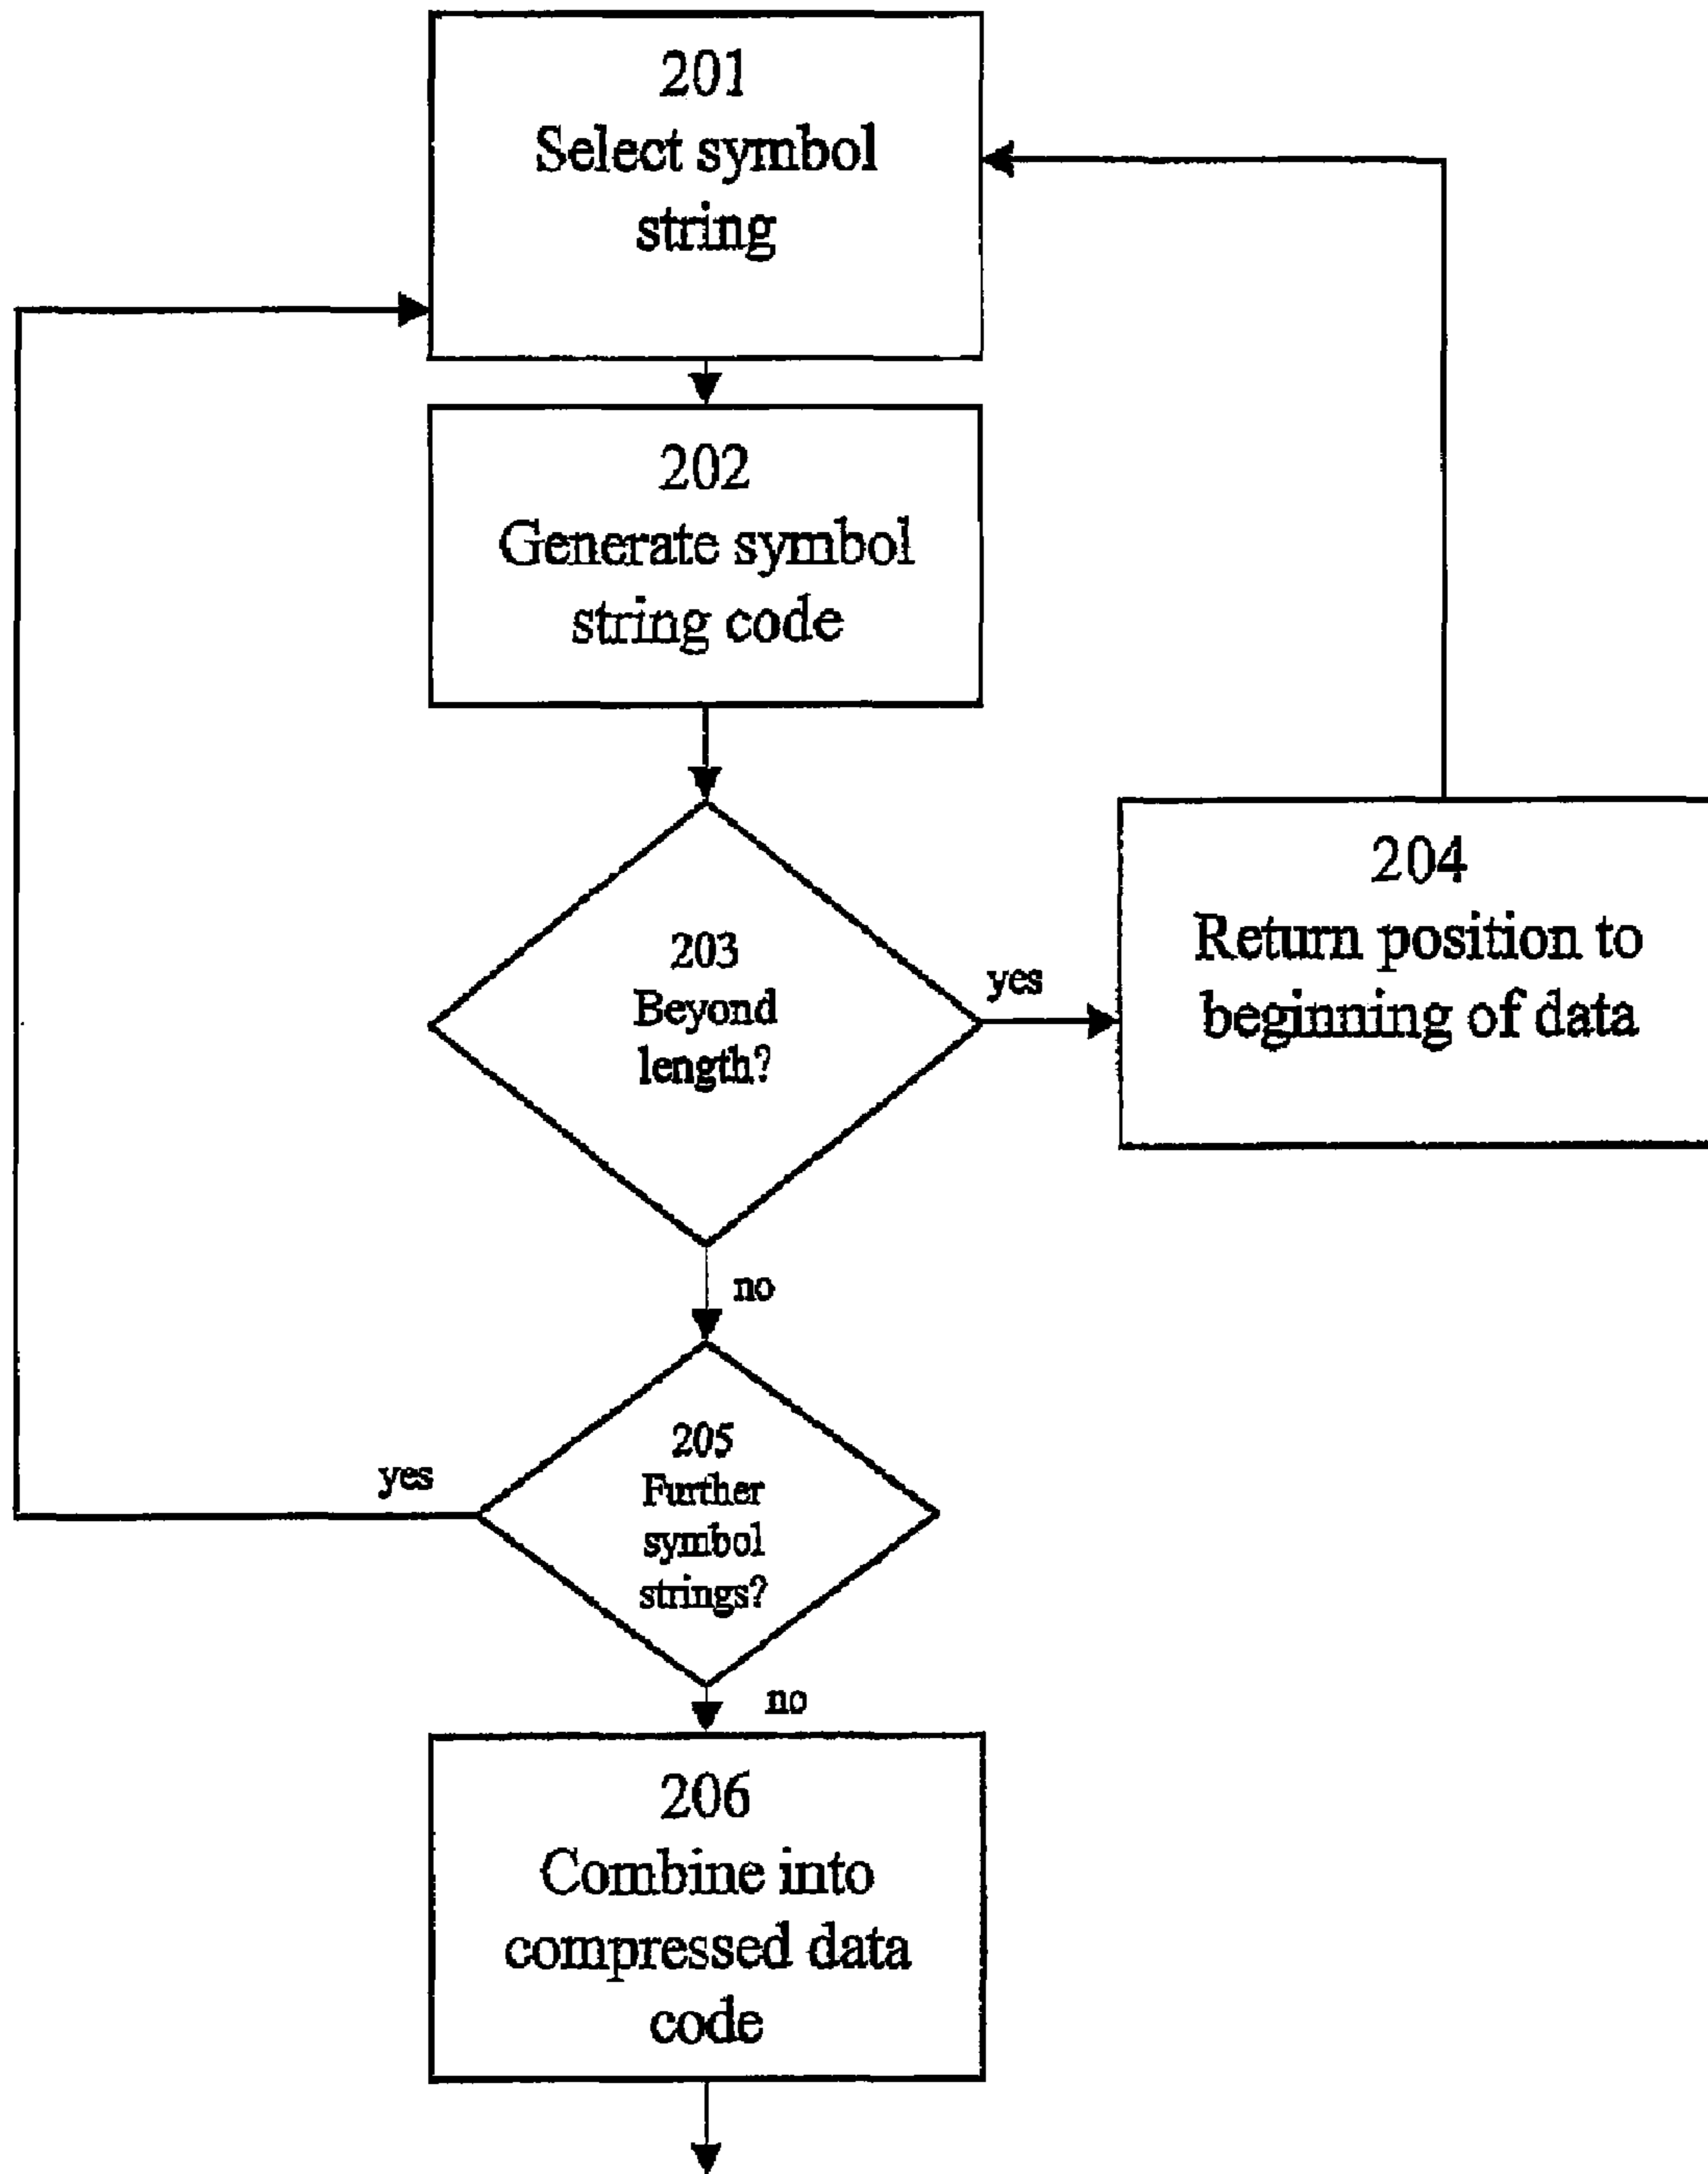 201
Select symbol
string
202
Generate symbol
string code
203
Beyond
length?
yes
204
Return position to
beginning of data
no
205
Further
symbol
strings?
yes
no
206
Combine into
compressed data
code